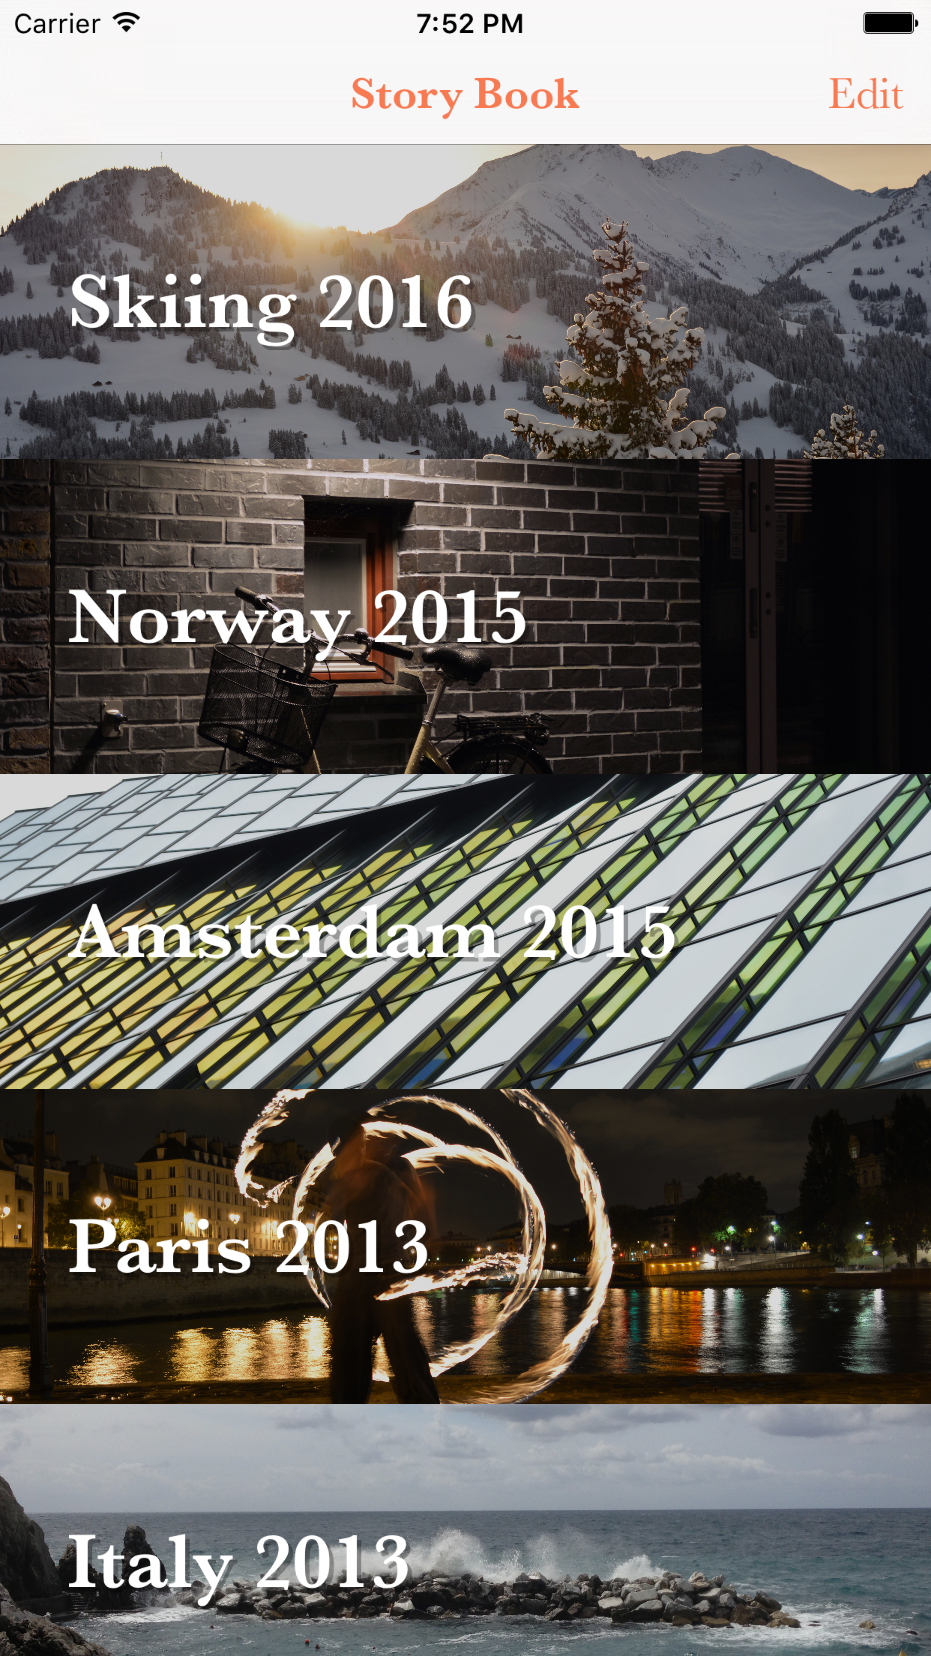 Carrier 7:52 PM
Story Book Edit
Skiing 2016
Norway 2015
Amsterdam 2015
Paris 2013
Italy 2013